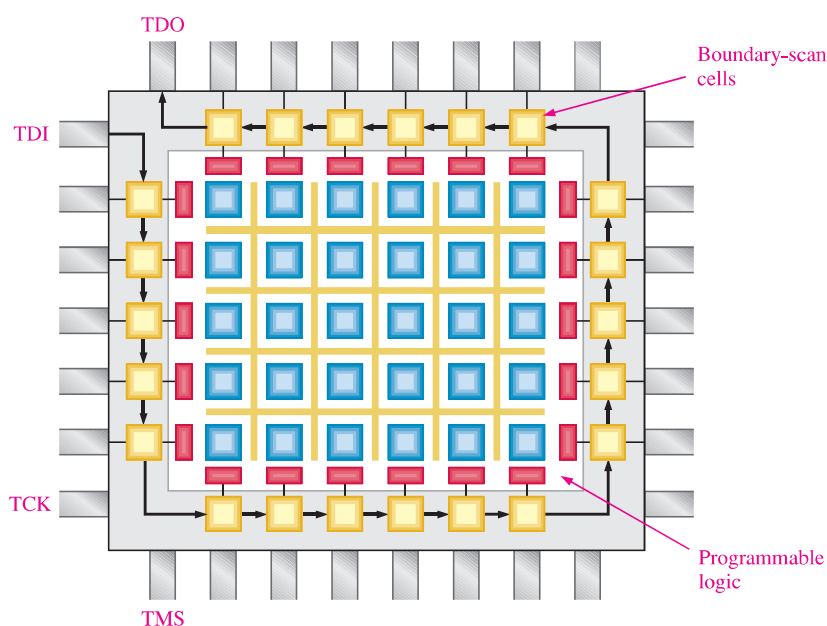 TDO
Boundary-scan
cells
TDI
TCK
Programmable
logic
TMS